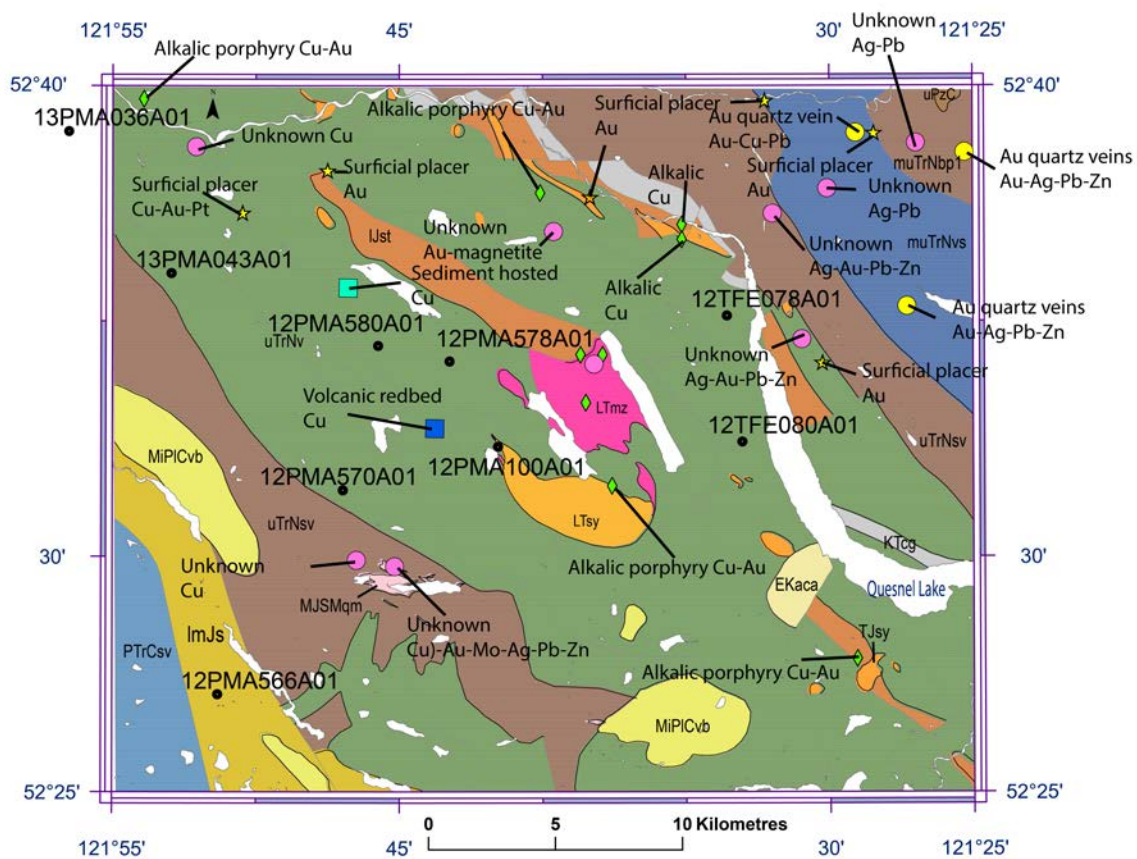 121°55'
45'
30'
121°25'
Unknown
Ag-Pb
Alkalic porphyry Cu-Au
52°40'
52°40'
N
uPzC
Alkalic porphyry Cu-Au
Surficial placer
Au
Au quartz vein
Au-Cu-Pb
13PMA036A01
Unknown Cu
muTrNbp1
Au quartz veins
Au-Ag-Pb-Zn
Surficial placer
Au
Surficial placer
Au
Alkalic
Cu
Unknown
Ag-Pb
Surficial placer
Cu-Au-Pt
lJst
Unknown
Au-magnetite
muTrNvs
Unknown
Ag-Au-Pb-Zn
13PMA043A01
Sediment hosted
Cu
Alkalic
Cu
12TFE078A01
Au quartz veins
Au-Ag-Pb-Zn
12PMA580A01
12PMA578A01
uTrNv
Unknown
Ag-Au-Pb-Zn
Surficial placer
Au
Volcanic redbed
Cu
LTmz
12TFE080A01
uTrNsv
MiPlCvb
12PMA100A01
12PMA570A01
uTrNsv
LTsy
KTcg
30'
30'
Unknown
Cu
Alkalic porphyry Cu-Au
EKaca
Quesnel Lake
MJSMqm
Unknown
Cu)-Au-Mo-Ag-Pb-Zn
PTrCsv
lmJs
TJsy
12PMA566A01
Alkalic porphyry Cu-Au
MiPlCvb
52°25'
52°25'
0
5
10 Kilometres
121°55'
45'
30'
121°25'